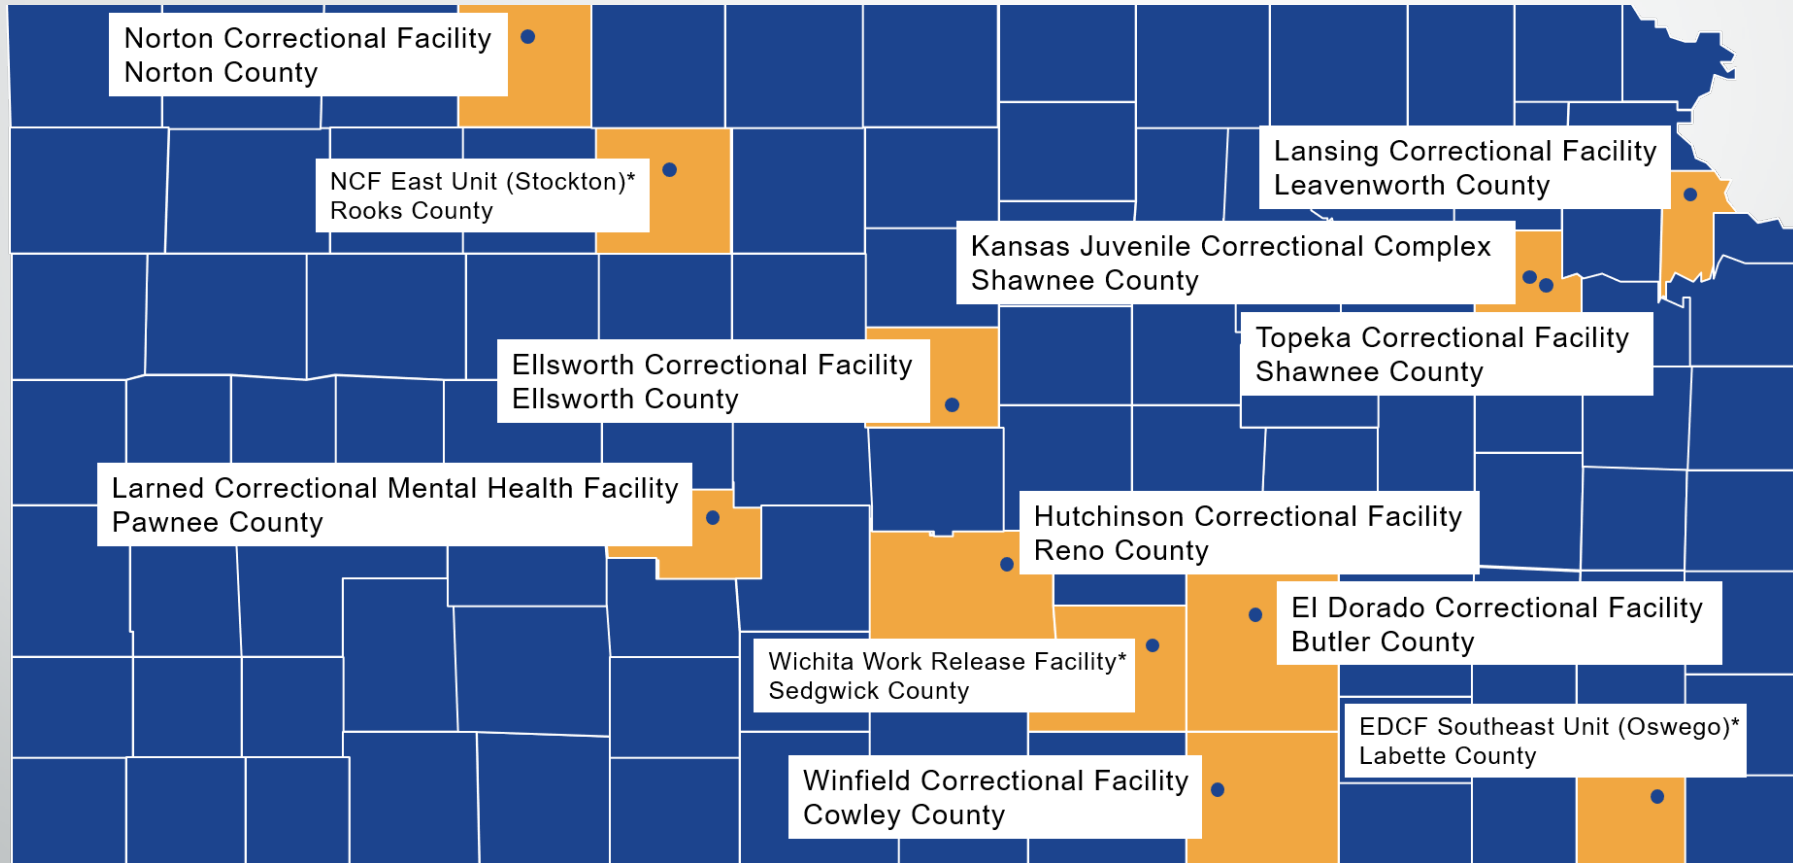 Norton Correctional Facility
Norton County
Lansing Correctional Facility
Leavenworth County
NCF East Unit (Stockton)*
Rooks County
Kansas Juvenile Correctional Complex
Shawnee County
Topeka Correctional Facility
Shawnee County
Ellsworth Correctional Facility
Ellsworth County
Larned Correctional Mental Health Facility
Pawnee County
Hutchinson Correctional Facility
Reno County
El Dorado Correctional Facility
Butler County
Wichita Work Release Facility*
Sedgwick County
EDCF Southeast Unit (Oswego)*
Labette County
Winfield Correctional Facility
Cowley County